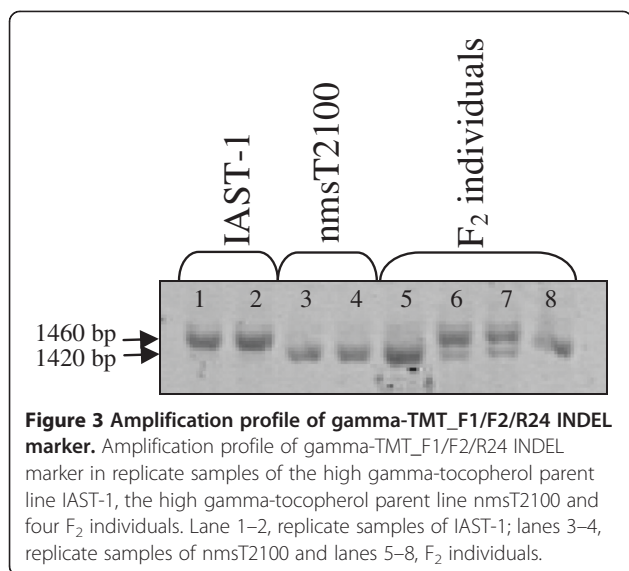 IAST-1
nmsT2100
F₂ individuals
1 2 3 4 5 6 7 8
1460 bp
1420 bp
Figure 3 Amplification profile of gamma-TMT_F1/F2/R24 INDEL
marker. Amplification profile of gamma-TMT_F1/F2/R24 INDEL
marker in replicate samples of the high gamma-tocopherol parent
line IAST-1, the high gamma-tocopherol parent line nmsT2100 and
four F₂ individuals. Lane 1–2, replicate samples of IAST-1; lanes 3–4,
replicate samples of nmsT2100 and lanes 5–8, F₂ individuals.